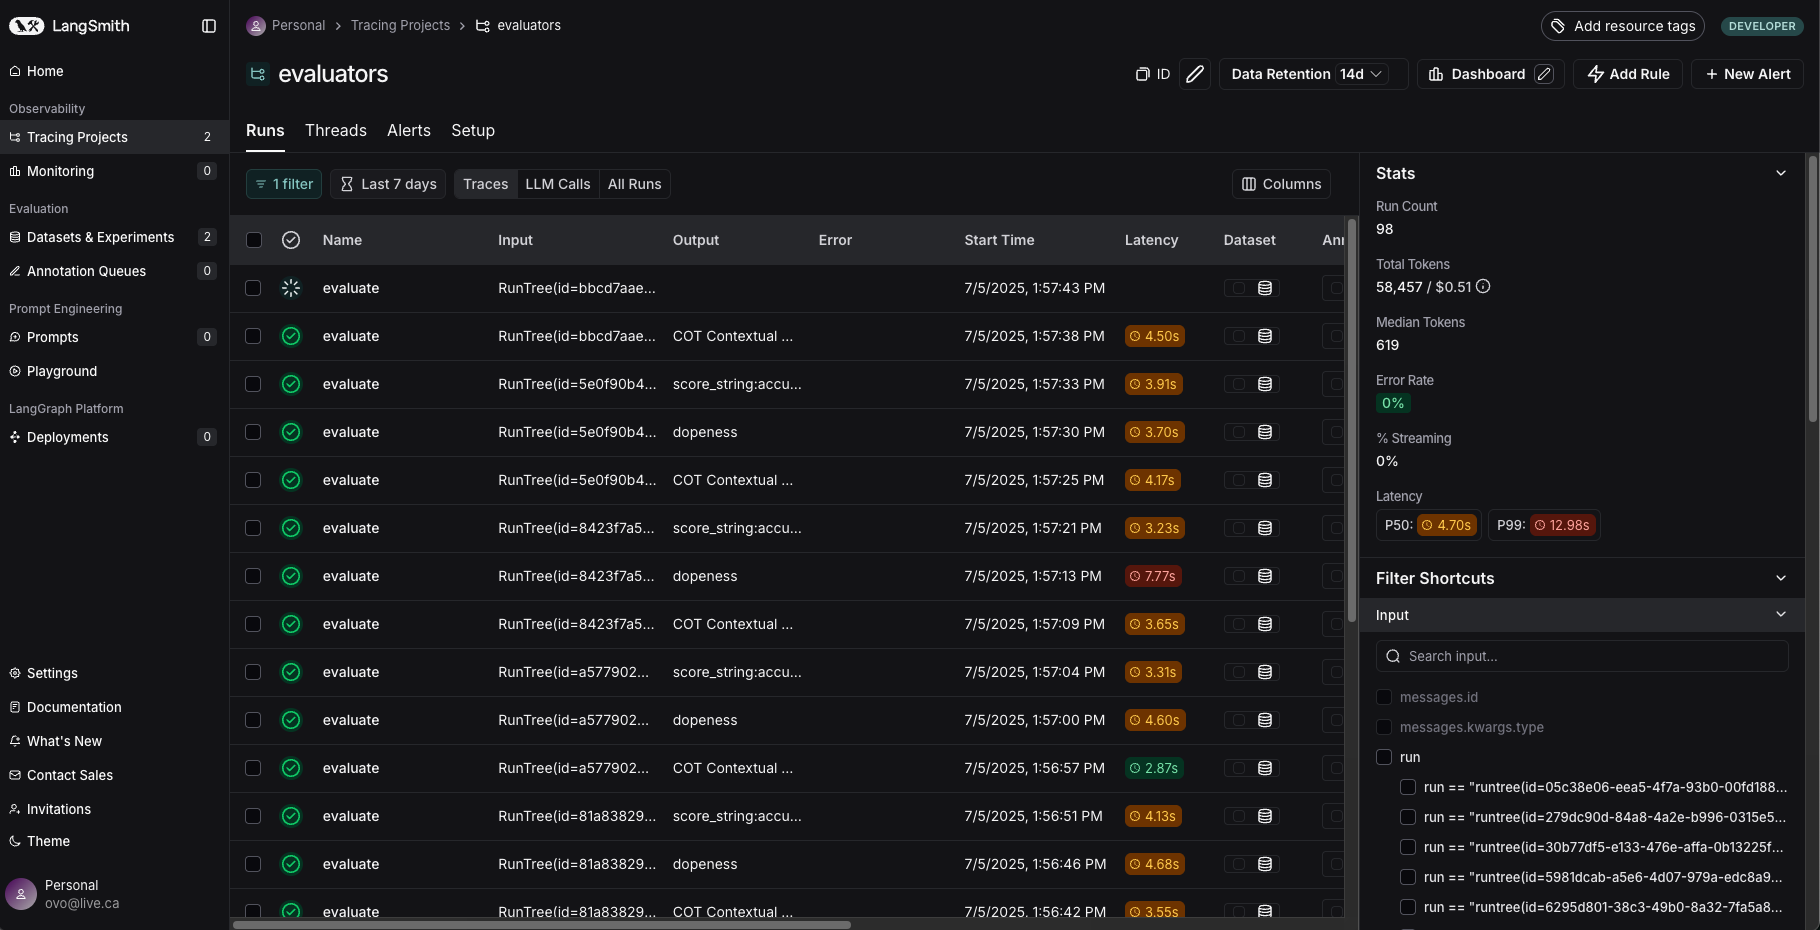 LangSmith
Personal > Tracing Projects > evaluators
Add resource tags
DEVELOPER
Home
evaluators
ID
Data Retention 14d
Dashboard
Add Rule
+ New Alert
Observability
Tracing Projects 2
Monitoring 0
Evaluation
Datasets & Experiments 2
Annotation Queues 0
Prompt Engineering
Prompts 0
Playground
LangGraph Platform
Deployments 0
Settings
Documentation
What's New
Contact Sales
Invitations
Theme
Personal
ovo@live.ca
Runs Threads Alerts Setup
1 filter Last 7 days Traces LLM Calls All Runs Columns
Name Input Output Error Start Time Latency Dataset Ann
evaluate RunTree(id=bbcd7aae... 7/5/2025, 1:57:43 PM
evaluate RunTree(id=bbcd7aae... COT Contextual ... 7/5/2025, 1:57:38 PM 4.50s
evaluate RunTree(id=5e0f90b4... score_string:accu... 7/5/2025, 1:57:33 PM 3.91s
evaluate RunTree(id=5e0f90b4... dopeness 7/5/2025, 1:57:30 PM 3.70s
evaluate RunTree(id=5e0f90b4... COT Contextual ... 7/5/2025, 1:57:25 PM 4.17s
evaluate RunTree(id=8423f7a5... score_string:accu... 7/5/2025, 1:57:21 PM 3.23s
evaluate RunTree(id=8423f7a5... dopeness 7/5/2025, 1:57:13 PM 7.77s
evaluate RunTree(id=8423f7a5... COT Contextual ... 7/5/2025, 1:57:09 PM 3.65s
evaluate RunTree(id=a577902... score_string:accu... 7/5/2025, 1:57:04 PM 3.31s
evaluate RunTree(id=a577902... dopeness 7/5/2025, 1:57:00 PM 4.60s
evaluate RunTree(id=a577902... COT Contextual ... 7/5/2025, 1:56:57 PM 2.87s
evaluate RunTree(id=81a83829... score_string:accu... 7/5/2025, 1:56:51 PM 4.13s
evaluate RunTree(id=81a83829... dopeness 7/5/2025, 1:56:46 PM 4.68s
evaluate RunTree(id=81a83829... COT Contextual ... 7/5/2025, 1:56:42 PM 3.55s
Stats
Run Count
98
Total Tokens
58,457 / $0.51
Median Tokens
619
Error Rate
0%
% Streaming
0%
Latency
P50: 4.70s P99: 12.98s
Filter Shortcuts
Input
Search input...
messages.id
messages.kwargs.type
run
run == "runtree(id=05c38e06-eea5-4f7a-93b0-00fd188...
run == "runtree(id=279dc90d-84a8-4a2e-b996-0315e5...
run == "runtree(id=30b77df5-e133-476e-affa-0b13225f...
run == "runtree(id=5981dcab-a5e6-4d07-979a-edc8a9...
run == "runtree(id=6295d801-38c3-49b0-8a32-7fa5a8...